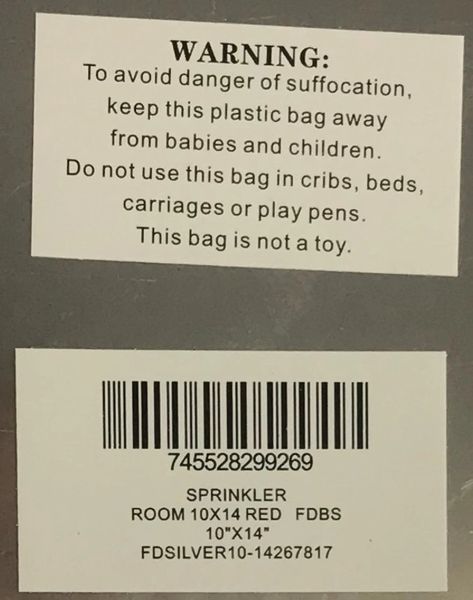 WARNING:
To avoid danger of suffocation,
keep this plastic bag away
from babies and children.
Do not use this bag in cribs, beds,
carriages or play pens.
This bag is not a toy.
745528299269
SPRINKLER
ROOM 10X14 RED FDBS
10"X14"
FDSILVER10-14267817